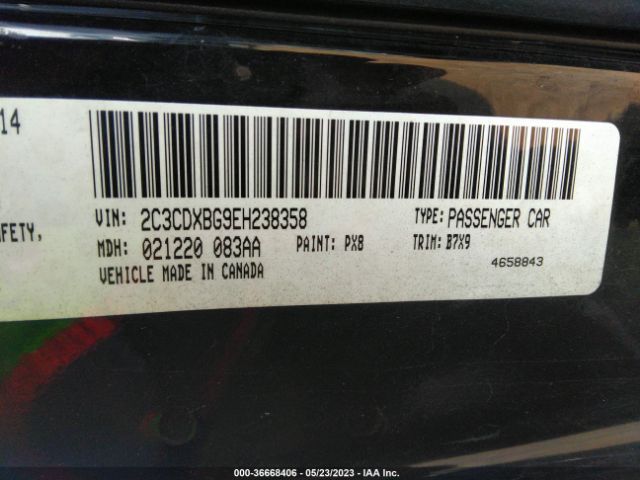 14
AFETY,
VIN: 2C3CDXBG9EH238358 TYPE: PASSENGER CAR
MDH: 021220 083AA PAINT: PX8 TRIM: B7X9
VEHICLE MADE IN CANADA 4658843
000-36668406 — 05/23/2023 — IAA Inc.